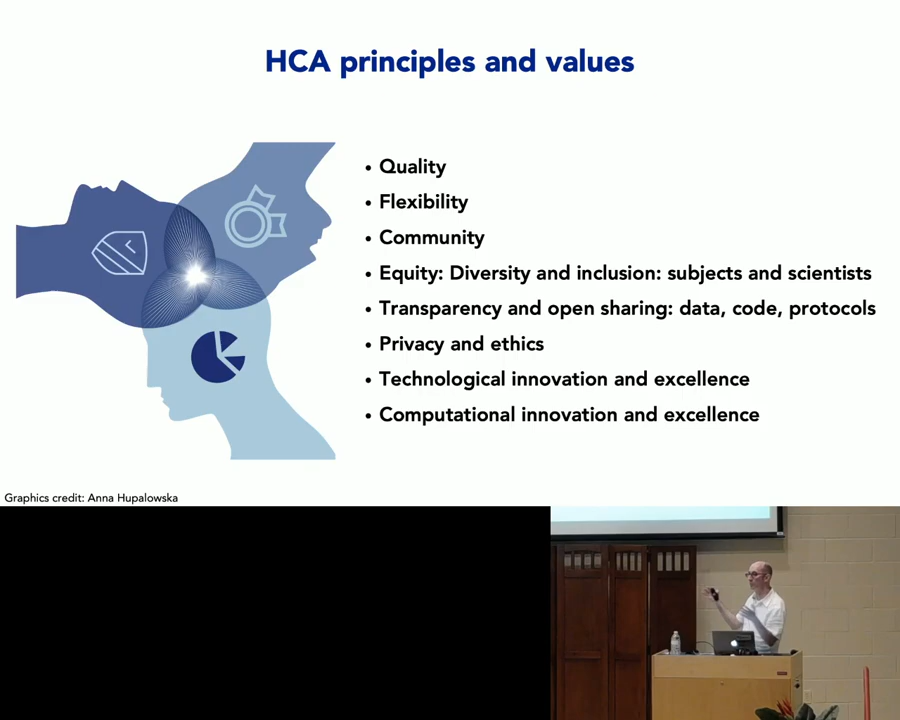 HCA principles and values
• Quality
• Flexibility
• Community
• Equity: Diversity and inclusion: subjects and scientists
• Transparency and open sharing: data, code, protocols
• Privacy and ethics
• Technological innovation and excellence
• Computational innovation and excellence
Graphics credit: Anna Hupalowska